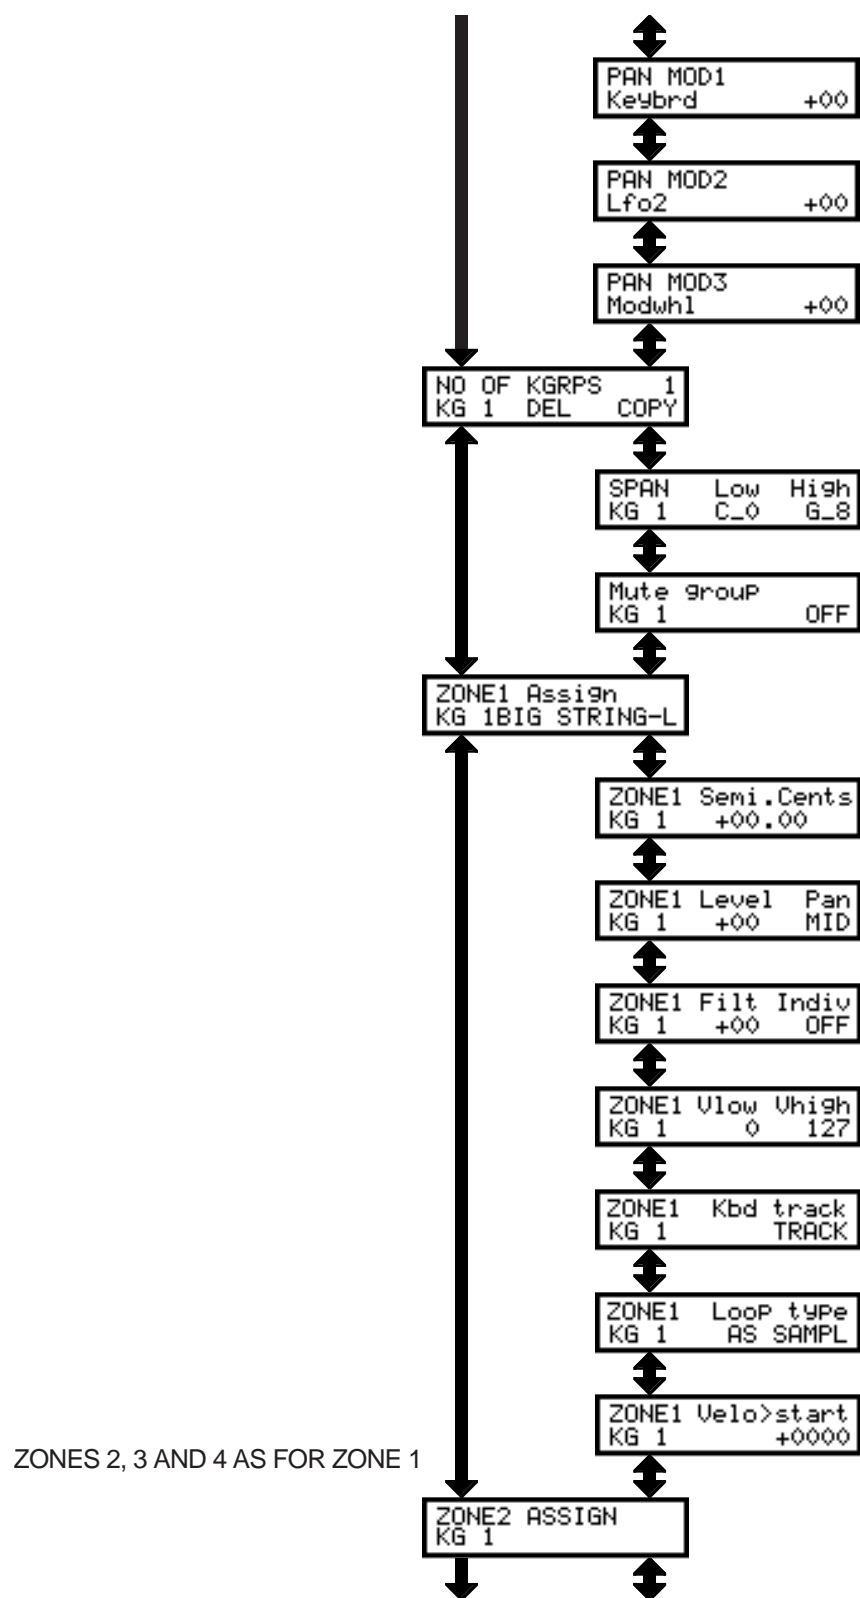 PAN MOD1
Keybrd +00
PAN MOD2
Lfo2 +00
PAN MOD3
Modwhl +00
NO OF KGRPS 1
KG 1 DEL COPY
SPAN Low High
KG 1 C_0 G_8
Mute group
KG 1 OFF
ZONE1 Assign
KG 1BIG STRING-L
ZONE1 Semi.Cents
KG 1 +00.00
ZONE1 Level Pan
KG 1 +00 MID
ZONE1 Filt Indiv
KG 1 +00 OFF
ZONE1 Vlow Vhigh
KG 1 0 127
ZONE1 Kbd track
KG 1 TRACK
ZONE1 Loop type
KG 1 AS SAMPL
ZONE1 Velo>start
KG 1 +0000
ZONES 2, 3 AND 4 AS FOR ZONE 1
ZONE2 ASSIGN
KG 1